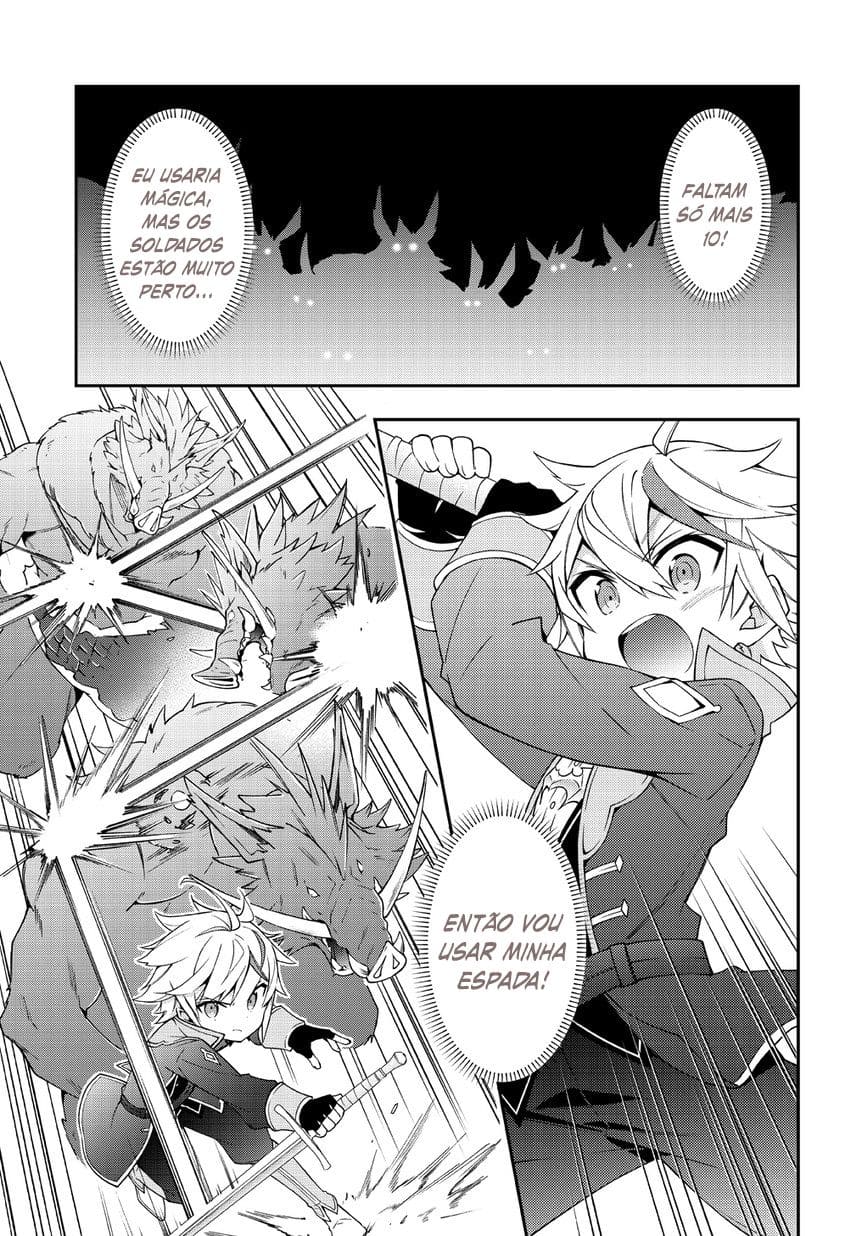 FALTAM
SÓ MAIS
10!
EU USARIA
MÁGICA,
MAS OS
SOLDADOS
ESTÃO MUITO
PERTO...
ENTÃO VOU
USAR MINHA
ESPADA!